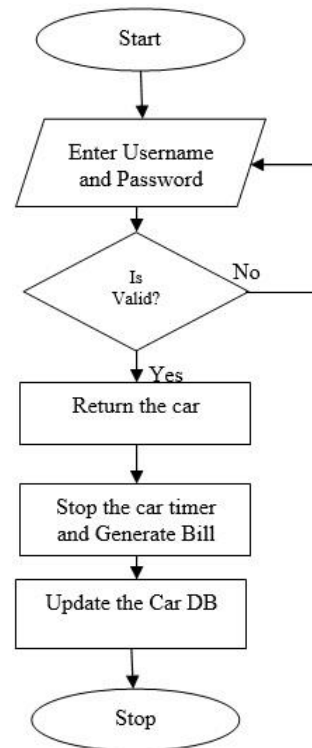 Start
Enter Username
and Password
Is
Valid?
No
Yes
Return the car
Stop the car timer
and Generate Bill
Update the Car DB
Stop